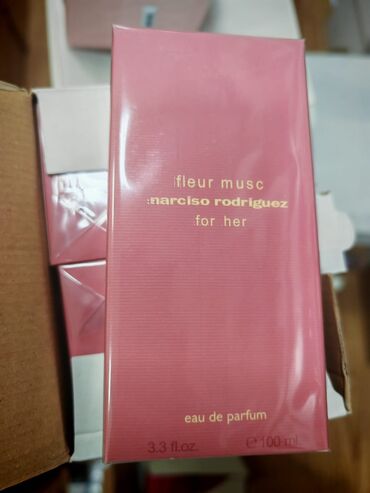 fleur musc
narciso rodriguez
for her
eau de parfum
3.3 fl.oz. ℮ 100 ml